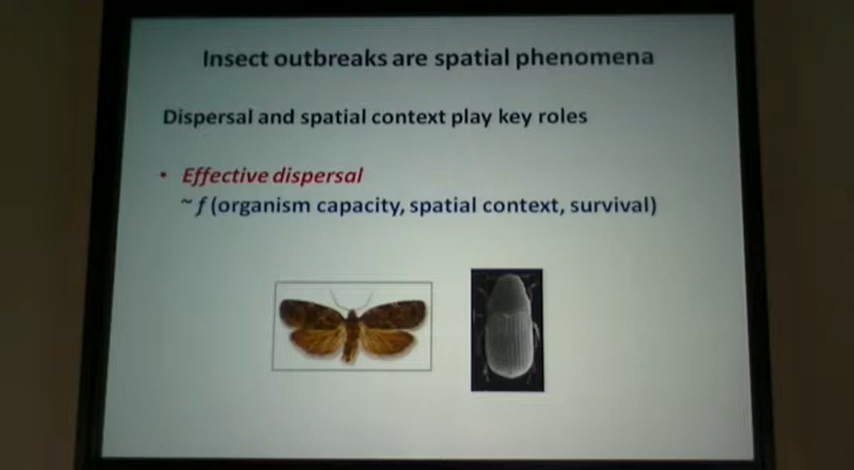 Insect outbreaks are spatial phenomena
Dispersal and spatial context play key roles
• Effective dispersal
~ f (organism capacity, spatial context, survival)